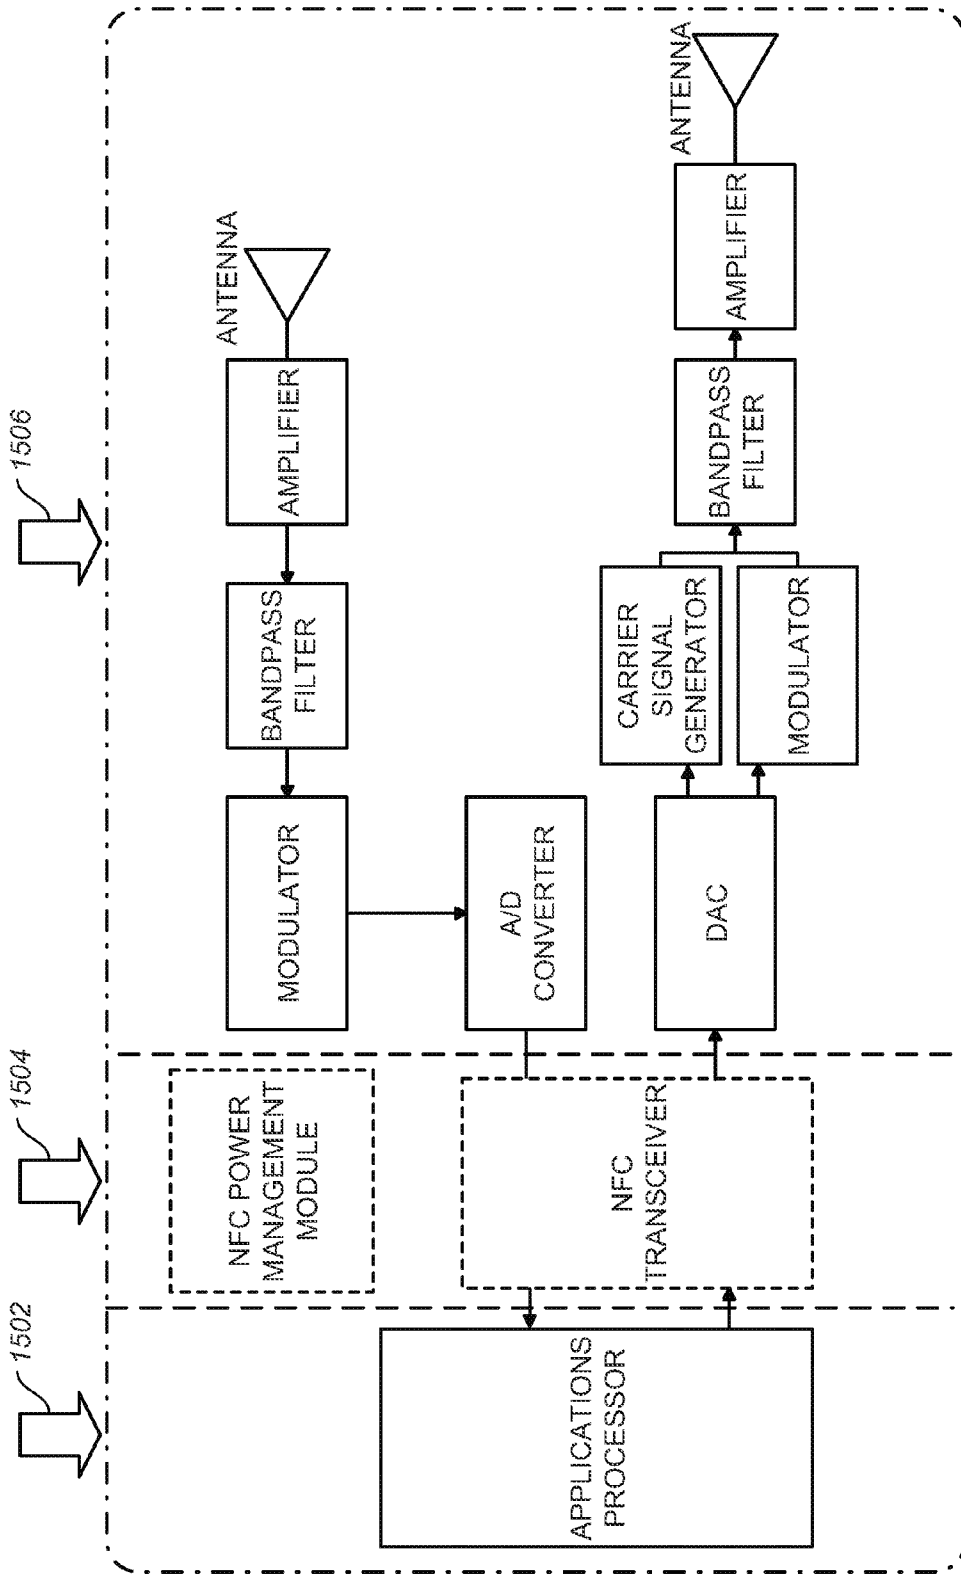 1502
1504
1506
APPLICATIONS
PROCESSOR
NFC POWER
MANAGEMENT
MODULE
NFC
TRANSCEIVER
MODULATOR
BANDPASS
FILTER
AMPLIFIER
ANTENNA
A/D
CONVERTER
DAC
CARRIER
SIGNAL
GENERATOR
MODULATOR
BANDPASS
FILTER
AMPLIFIER
ANTENNA